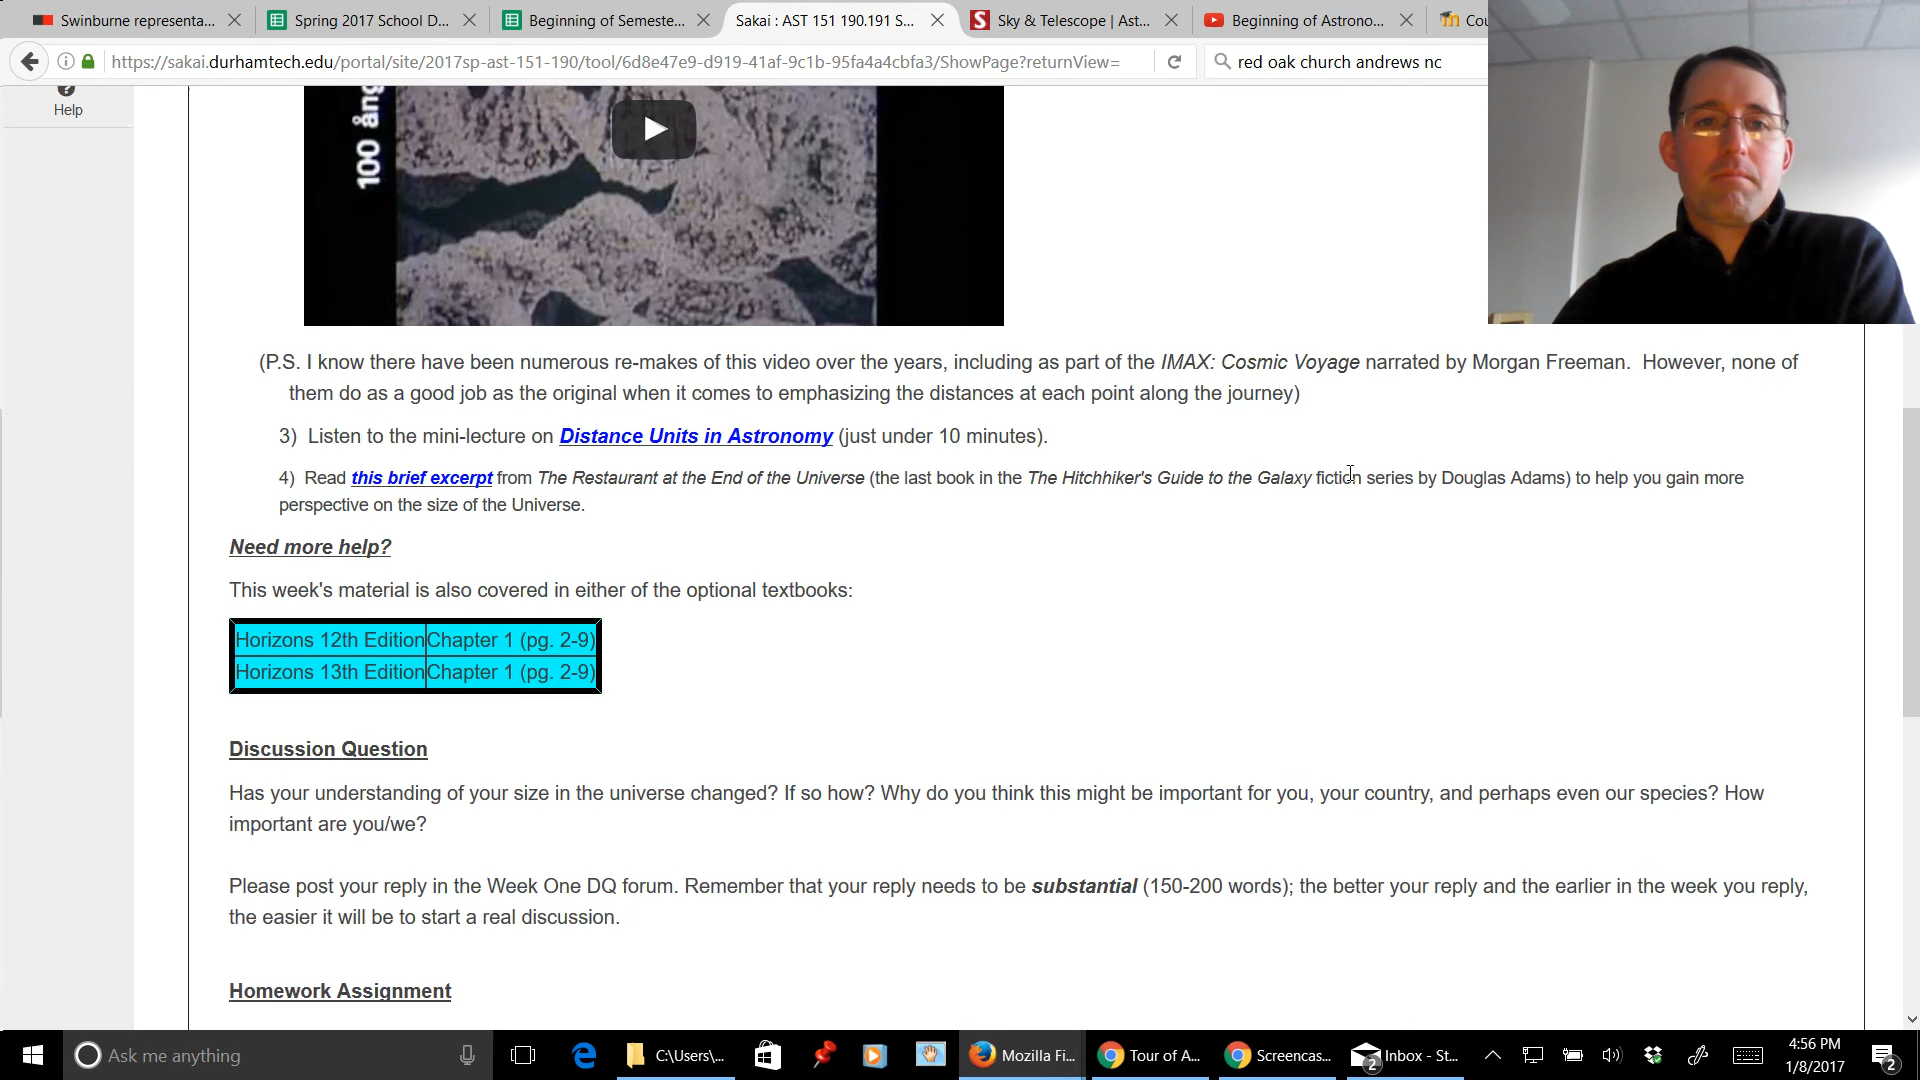 Swinburne representa...
Spring 2017 School D...
Beginning of Semeste...
Sakai : AST 151 190.191 S...
Sky & Telescope | Ast...
Beginning of Astrono...
Cou
https://sakai.durhamtech.edu/portal/site/2017sp-ast-151-190/tool/6d8e47e9-d919-41af-9c1b-95fa4a4cbfa3/ShowPage?returnView=
red oak church andrews nc
Help
100 ång
(P.S. I know there have been numerous re-makes of this video over the years, including as part of the IMAX: Cosmic Voyage narrated by Morgan Freeman. However, none of
them do as a good job as the original when it comes to emphasizing the distances at each point along the journey)
3) Listen to the mini-lecture on Distance Units in Astronomy (just under 10 minutes).
4) Read this brief excerpt from The Restaurant at the End of the Universe (the last book in the The Hitchhiker's Guide to the Galaxy fiction series by Douglas Adams) to help you gain more
perspective on the size of the Universe.
Need more help?
This week's material is also covered in either of the optional textbooks:
Horizons 12th Edition Chapter 1 (pg. 2-9)
Horizons 13th Edition Chapter 1 (pg. 2-9)
Discussion Question
Has your understanding of your size in the universe changed? If so how? Why do you think this might be important for you, your country, and perhaps even our species? How
important are you/we?
Please post your reply in the Week One DQ forum. Remember that your reply needs to be substantial (150-200 words); the better your reply and the earlier in the week you reply,
the easier it will be to start a real discussion.
Homework Assignment
Ask me anything
C:\Users\...
Mozilla Fi...
Tour of A...
Screencas...
2
Inbox - St...
4:56 PM
1/8/2017
2